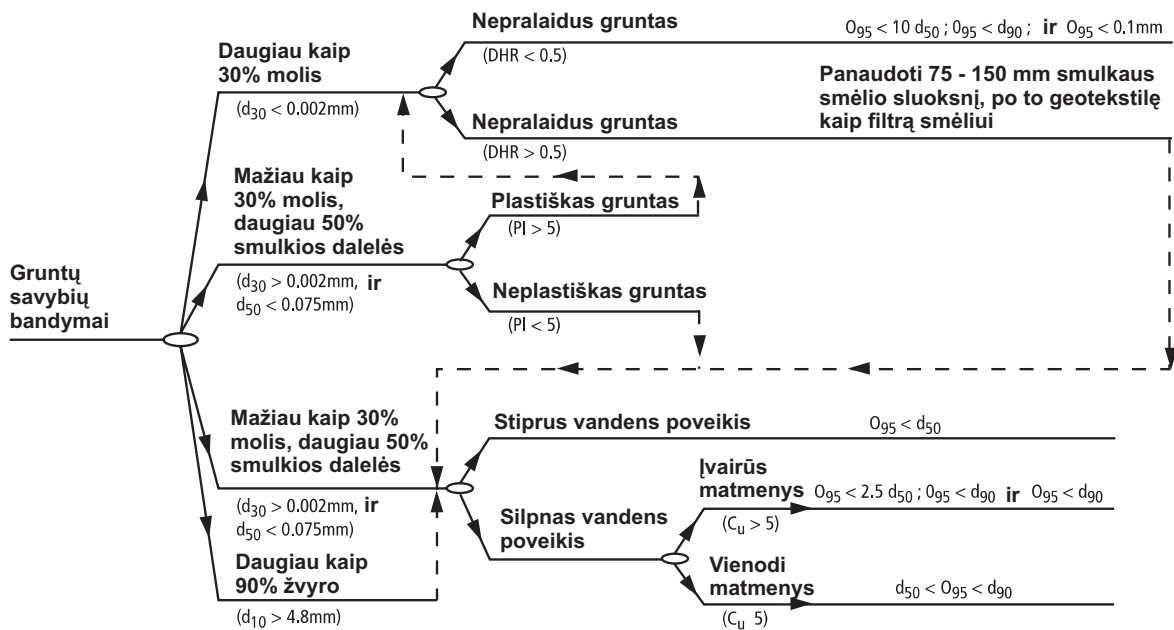 Gruntų
savybių
bandymai
Daugiau kaip
30% molis
(d30 < 0.002mm)
Nepralaidus gruntas
(DHR < 0.5)
O95 < 10 d50 ; 095 < d90 ; ir O95 < 0.1mm
Nepralaidus gruntas
(DHR > 0.5)
Panaudoti 75 - 150 mm smulkaus
smėlio sluoksnį, po to geotekstilę
kaip filtrą smėliui
Mažiau kaip
30% molis,
daugiau 50%
smulkios dalelės
(d30 > 0.002mm, ir
d50 < 0.075mm)
Plastiškas gruntas
(PI > 5)
Neplastiškas gruntas
(PI < 5)
Mažiau kaip 30%
molis, daugiau 50%
smulkios dalelės
(d30 > 0.002mm, ir
d50 < 0.075mm)
Daugiau kaip
90% žvyro
(d10 > 4.8mm)
Stiprus vandens poveikis
O95 < d50
Silpnas vandens
poveikis
Įvairūs
matmenys
(Cu > 5)
O95 < 2.5 d50 ; 095 < d90 ir O95 < d90
Vienodi
matmenys
(Cu 5)
d50 < O95 < d90